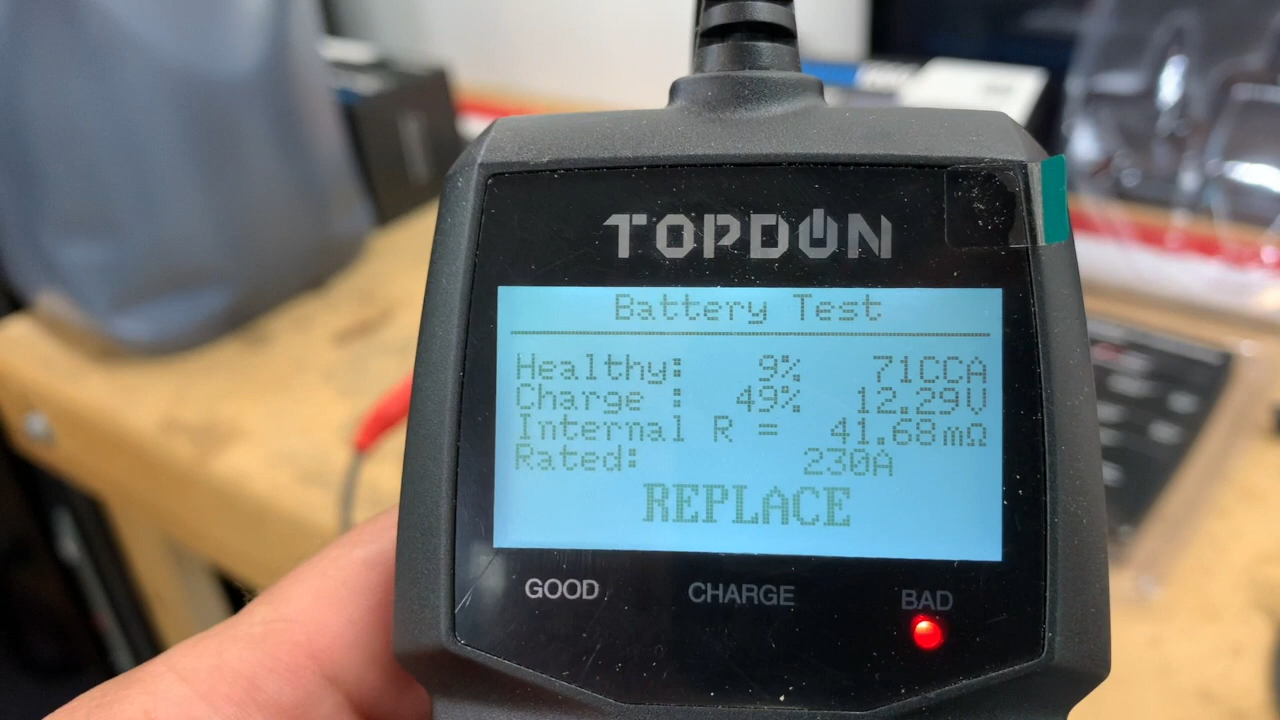 TOPDON
Battery Test
Healthy: 9% 71CCA
Charge : 49% 12.29V
Internal R = 41.68mΩ
Rated: 230A
REPLACE
GOOD CHARGE BAD